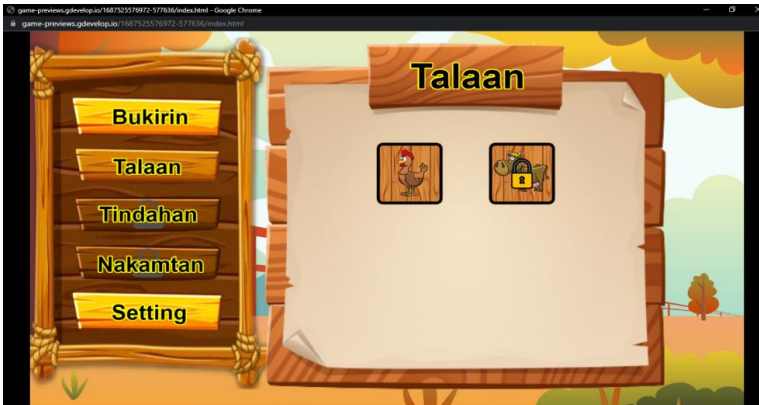 game-previews.gdevelop.io/1687525576972-577636/index.html - Google Chrome
game-previews.gdevelop.io/1687525576972-577636/index.html
Talaan
Bukirin
Talaan
Tindahan
Nakamtan
Setting